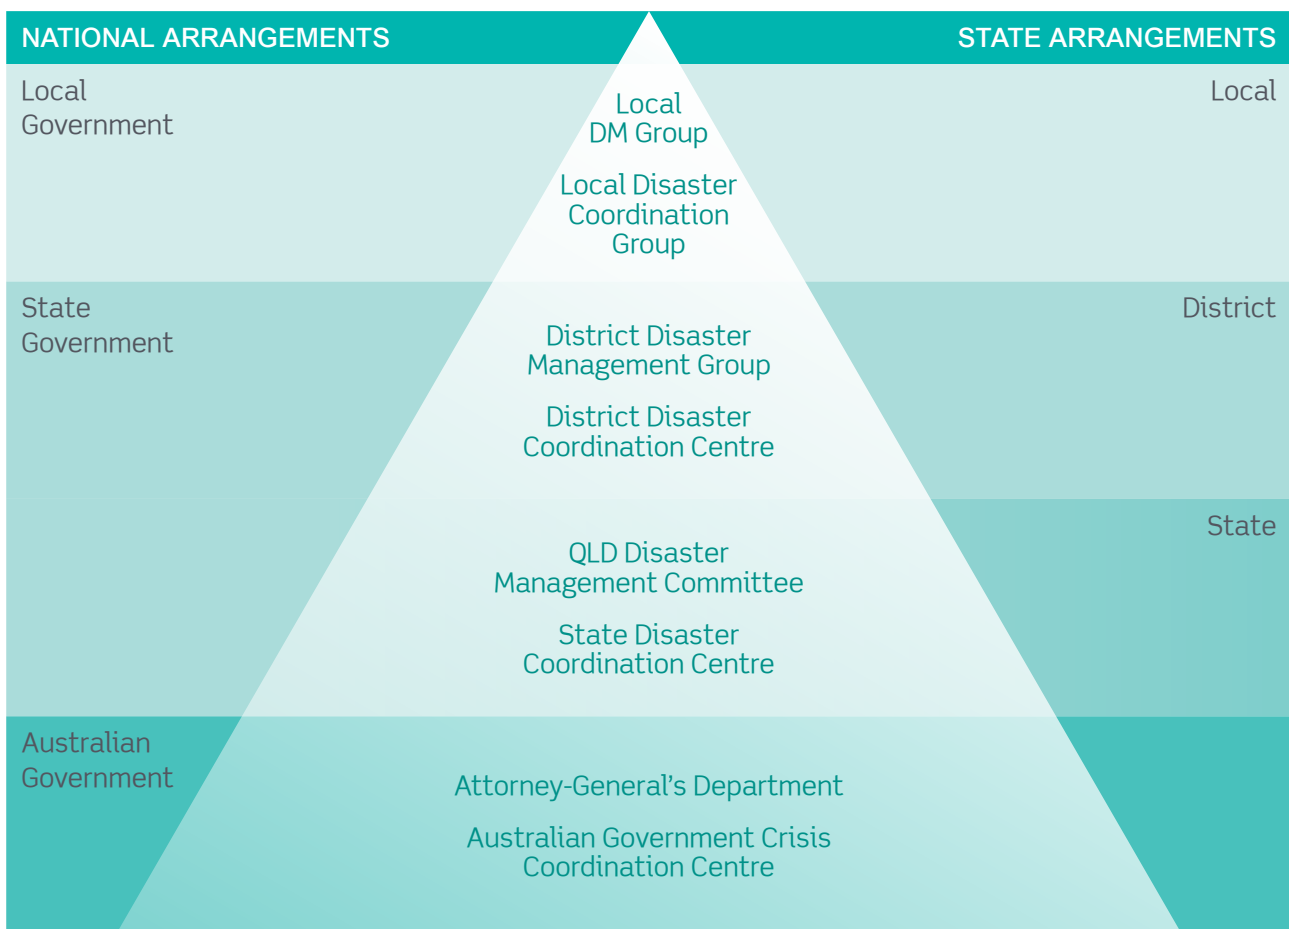 NATIONAL ARRANGEMENTS
STATE ARRANGEMENTS
Local
Government
Local
DM Group
Local Disaster
Coordination
Group
Local
State
Government
District Disaster
Management Group
District Disaster
Coordination Centre
District
QLD Disaster
Management Committee
State Disaster
Coordination Centre
State
Australian
Government
Attorney-General’s Department
Australian Government Crisis
Coordination Centre